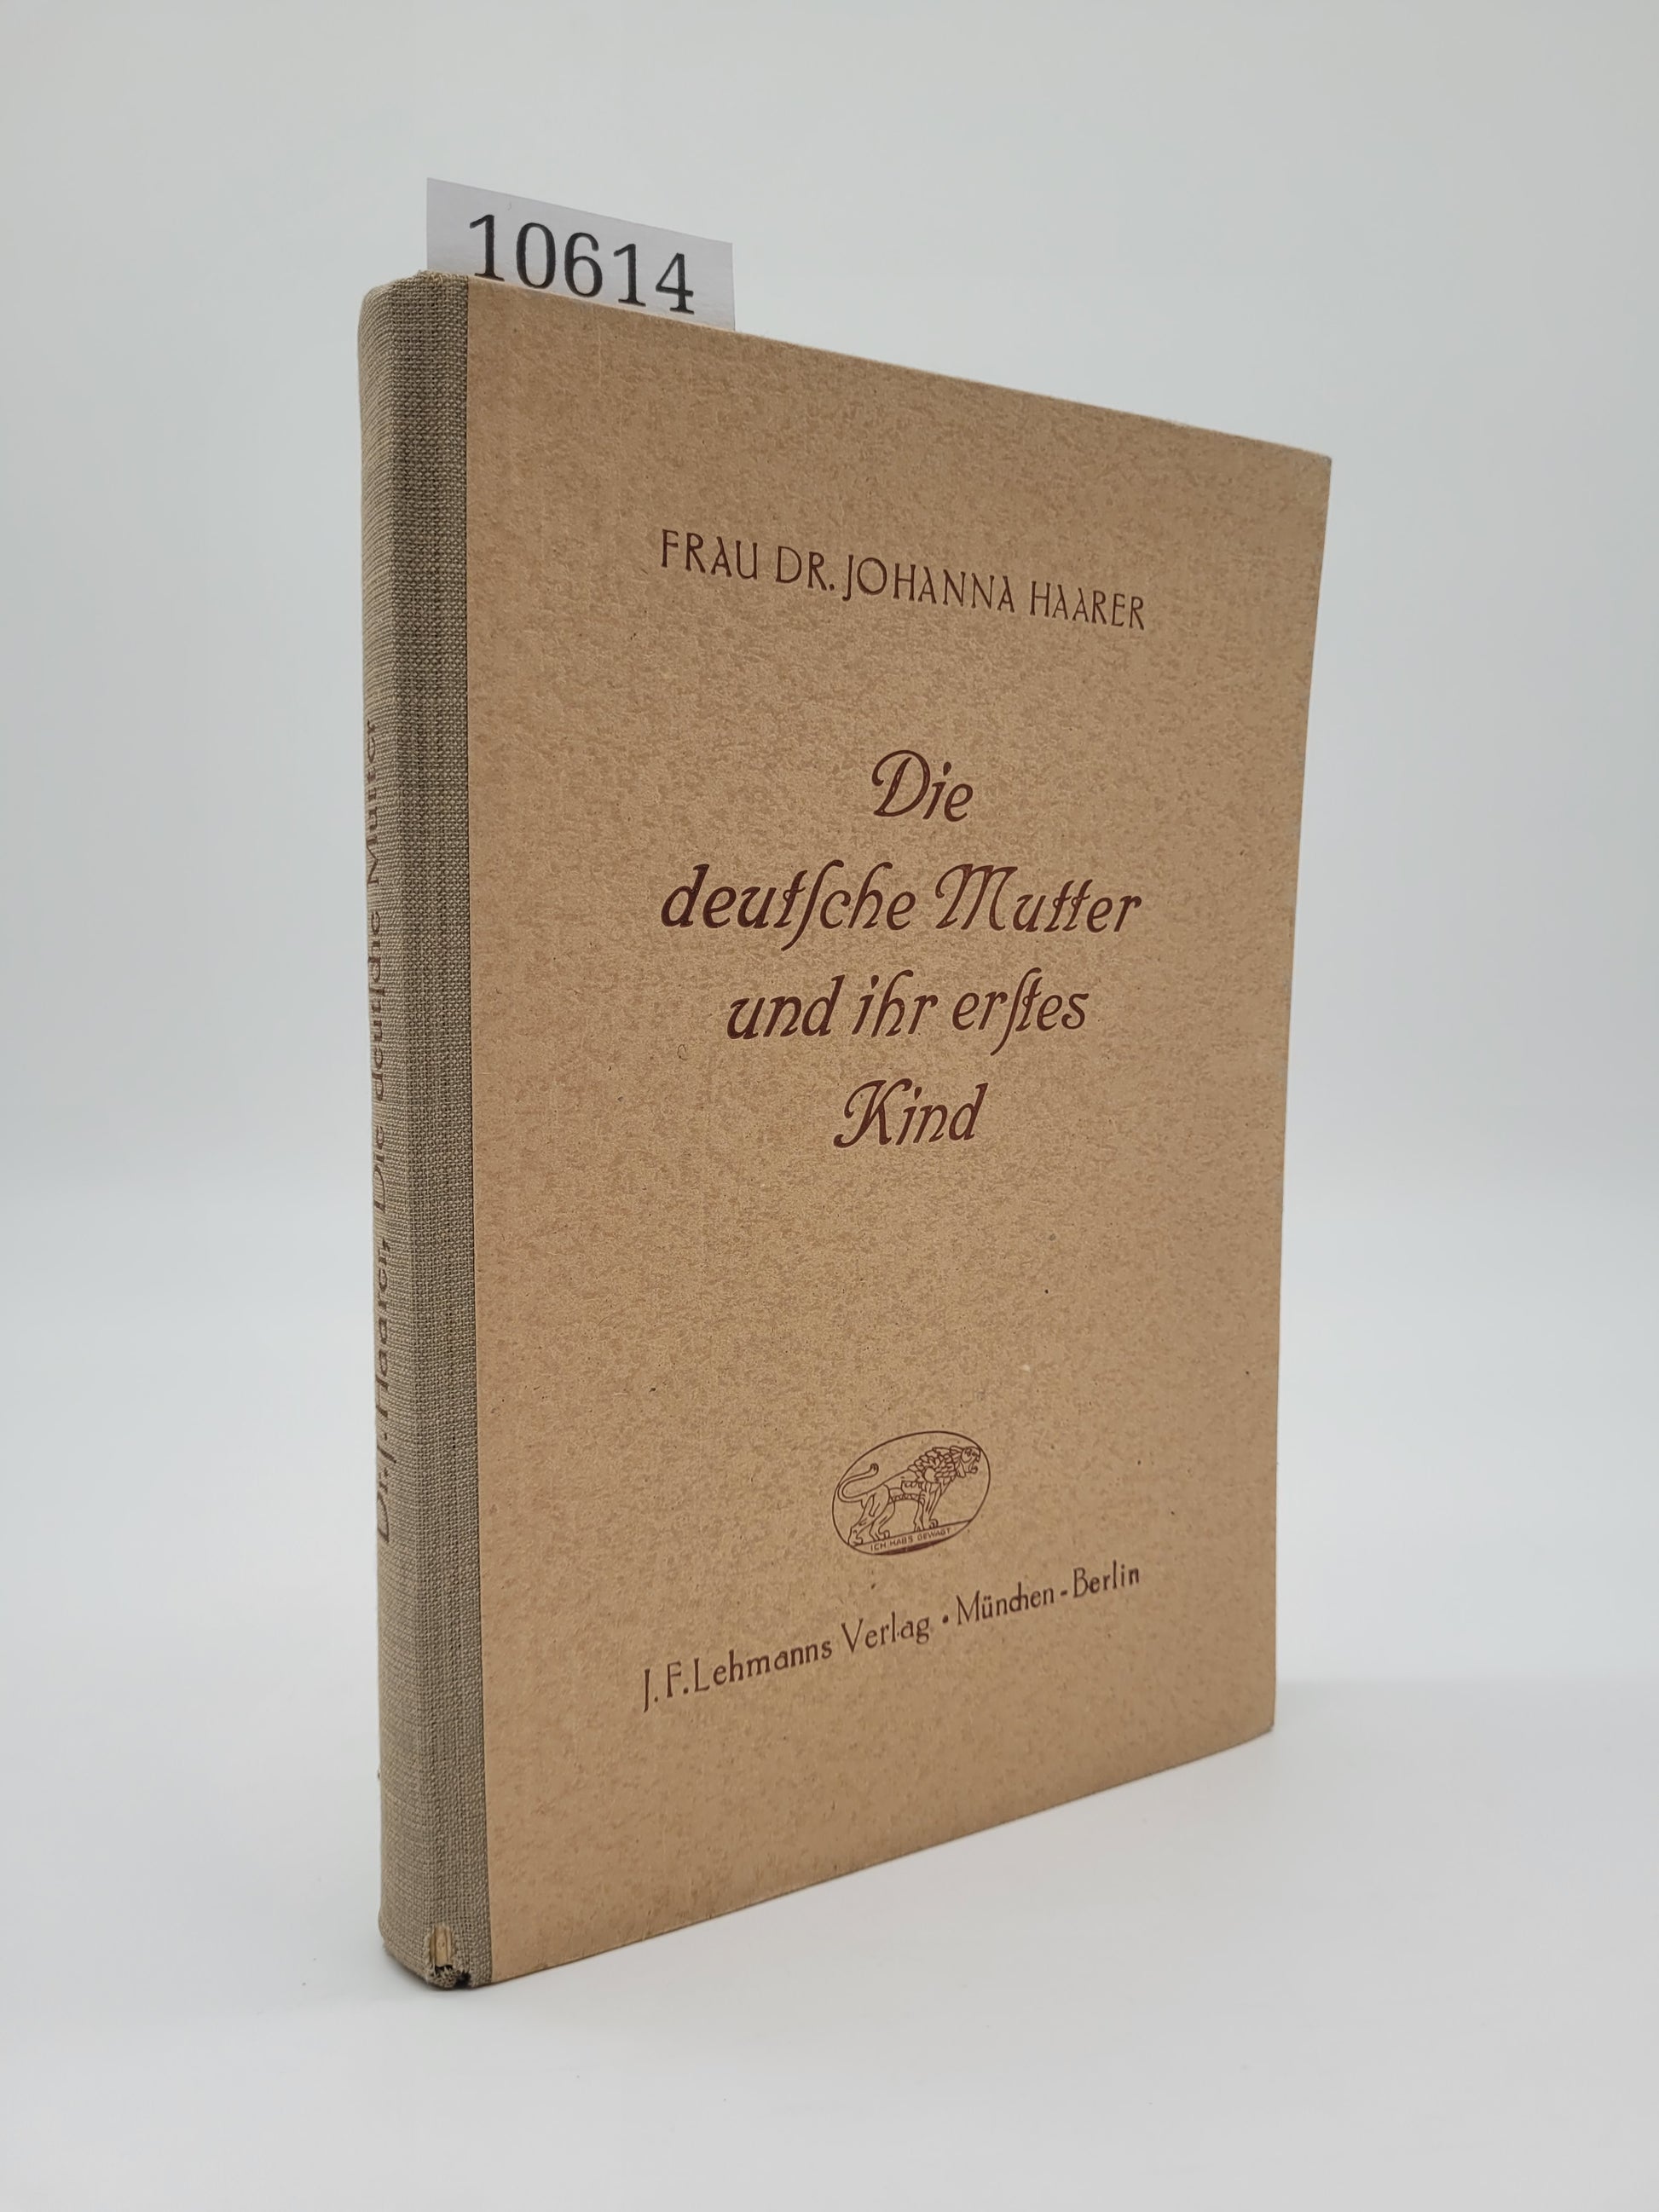 10614
FRAU DR. JOHANNA HAARER
Die
deutſche Mutter
und ihr erſtes
Kind
ICH HAB'S GEWAGT
J. F. Lehmanns Verlag • München - Berlin
Dr. J. Haarer, Die deutsche Mutter